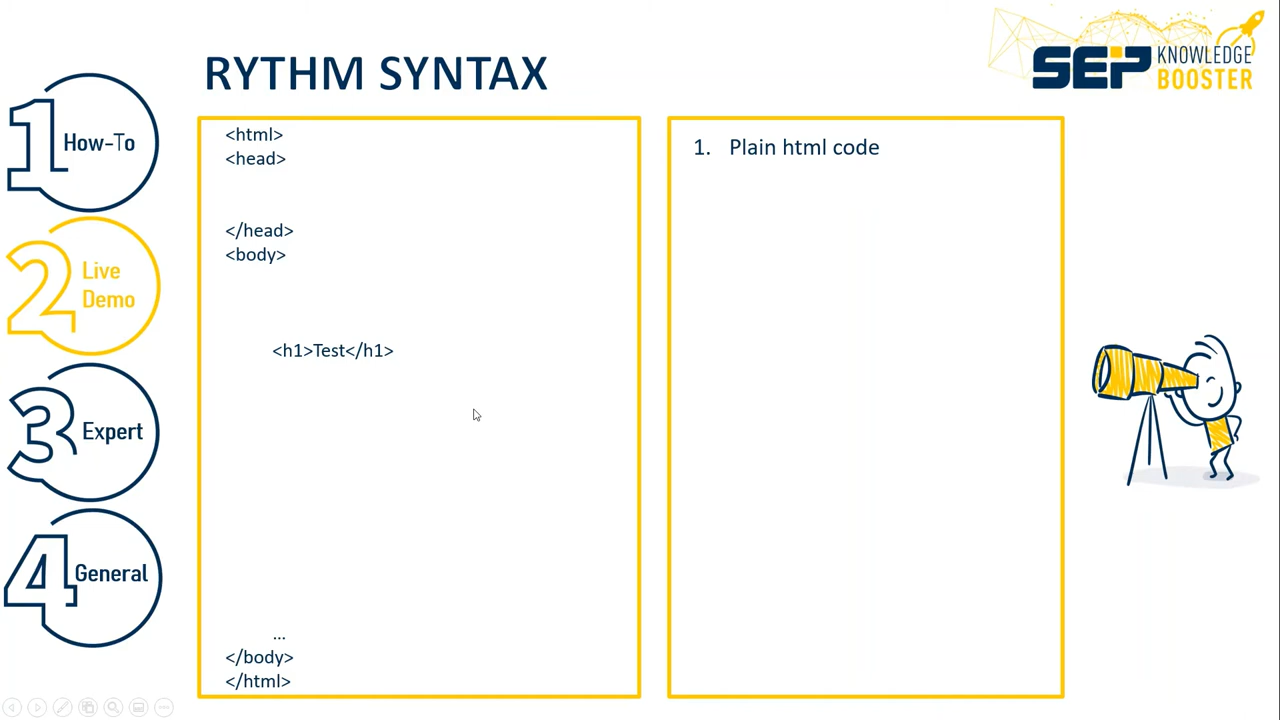 RYTHM SYNTAX
SEP KNOWLEDGE
BOOSTER
1 How-To
2 Live
Demo
3 Expert
4 General
<html>
<head>
</head>
<body>
<h1>Test</h1>
...
</body>
</html>
1. Plain html code